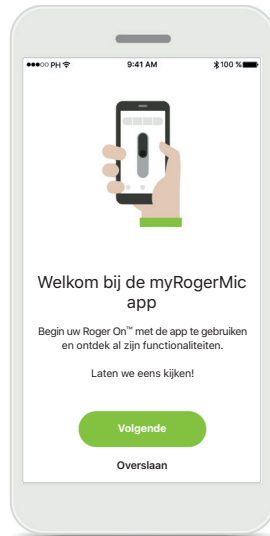 ●●●○○ PH 9:41 AM 100 %
Welkom bij de myRogerMic
app
Begin uw Roger On™ met de app te gebruiken
en ontdek al zijn functionaliteiten.
Laten we eens kijken!
Volgende
Overslaan